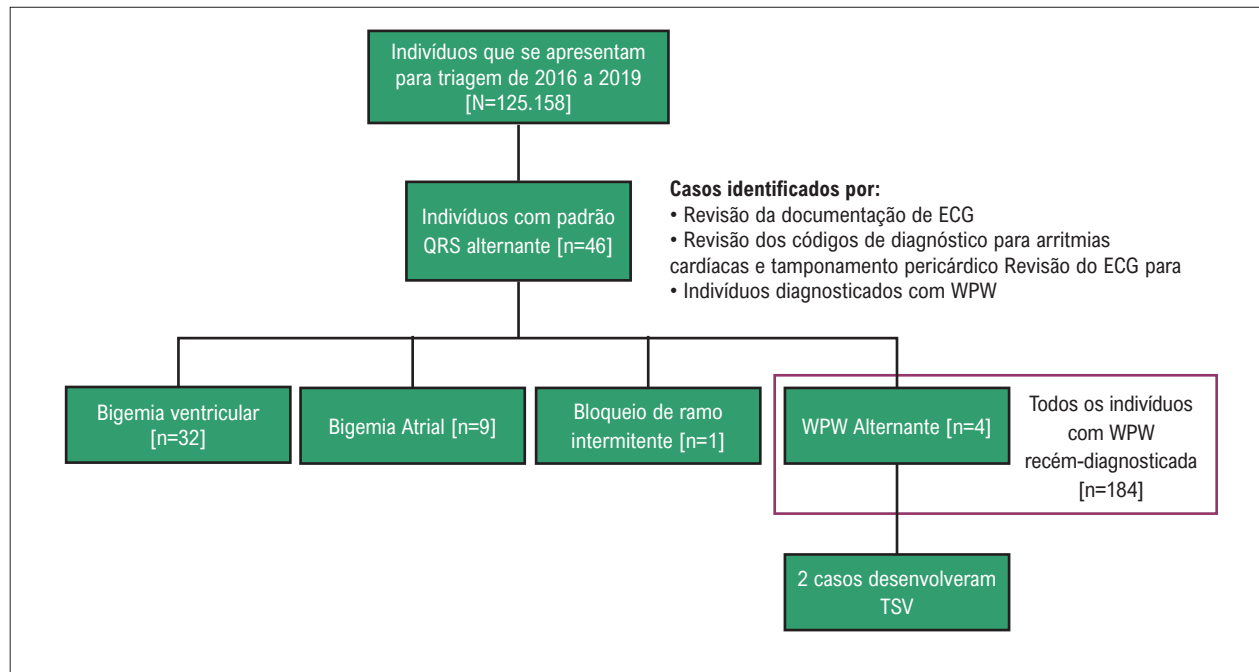 Indivíduos que se apresentam
para triagem de 2016 a 2019
[N=125.158]
Indivíduos com padrão
QRS alternante [n=46]
Casos identificados por:
• Revisão da documentação de ECG
• Revisão dos códigos de diagnóstico para arritmias
cardíacas e tamponamento pericárdico Revisão do ECG para
• Indivíduos diagnosticados com WPW
Bigemia ventricular
[n=32]
Bigemia Atrial [n=9]
Bloqueio de ramo
intermitente [n=1]
WPW Alternante [n=4]
Todos os indivíduos
com WPW
recém-diagnosticada
[n=184]
2 casos desenvolveram
TSV